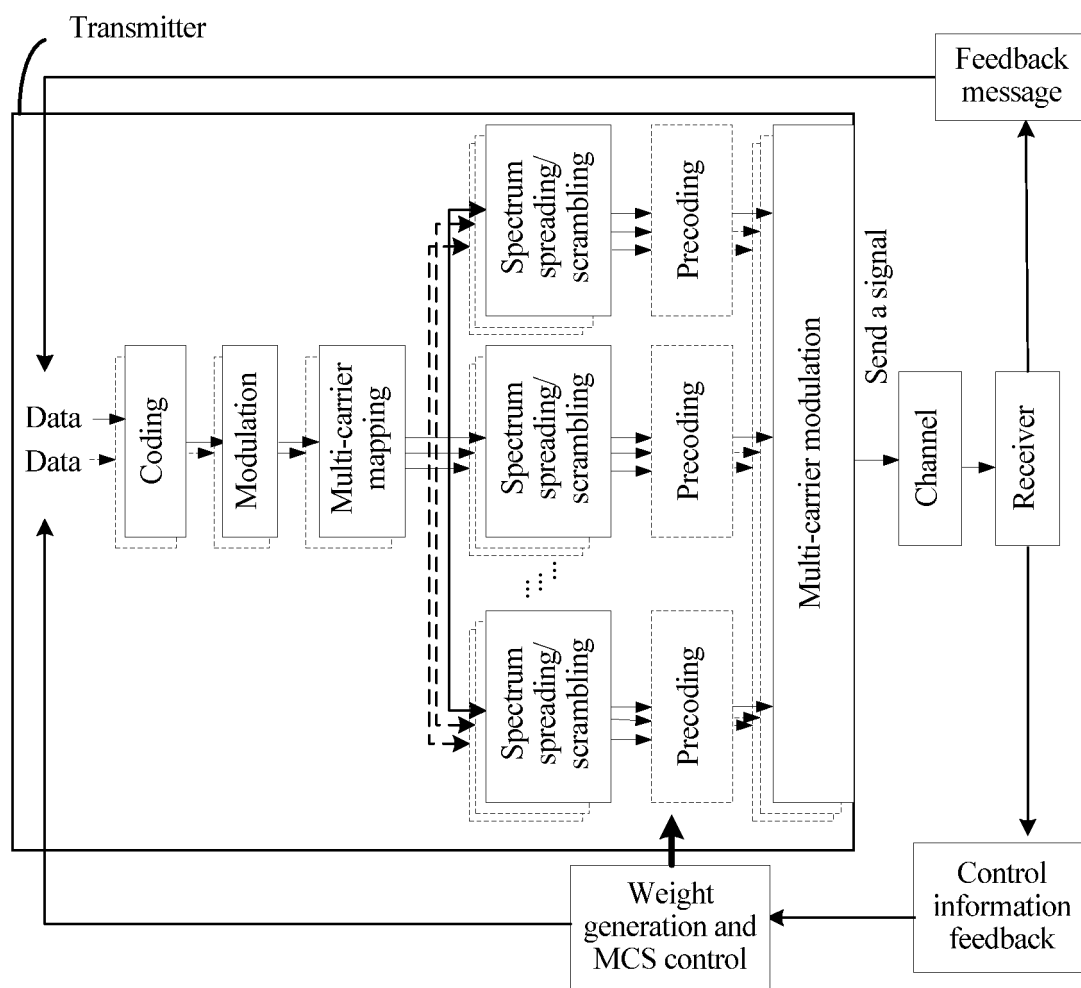 Transmitter
Feedback
message
Spectrum
spreading/
scrambling
Precoding
Send a signal
Data
Data
Coding
Modulation
Multi-carrier
mapping
Spectrum
spreading/
scrambling
Precoding
Multi-carrier modulation
Channel
Receiver
Spectrum
spreading/
scrambling
Precoding
Weight
generation and
MCS control
Control
information
feedback